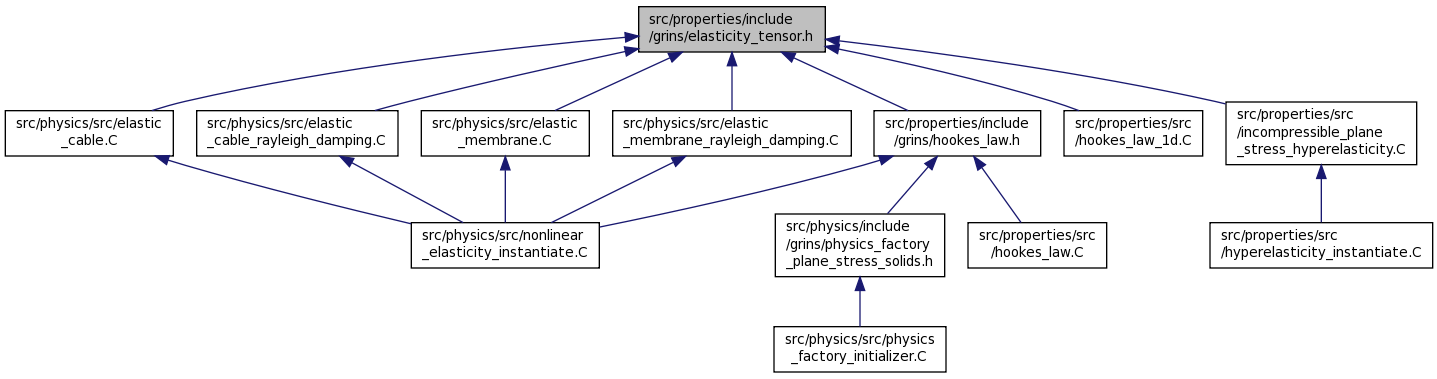 src/properties/include
/grins/elasticity_tensor.h
src/physics/src/elastic
_cable.C
src/physics/src/elastic
_cable_rayleigh_damping.C
src/physics/src/elastic
_membrane.C
src/physics/src/elastic
_membrane_rayleigh_damping.C
src/properties/include
/grins/hookes_law.h
src/properties/src
/hookes_law_1d.C
src/properties/src
/incompressible_plane
_stress_hyperelasticity.C
src/physics/src/nonlinear
_elasticity_instantiate.C
src/physics/include
/grins/physics_factory
_plane_stress_solids.h
src/properties/src
/hookes_law.C
src/properties/src
/hyperelasticity_instantiate.C
src/physics/src/physics
_factory_initializer.C